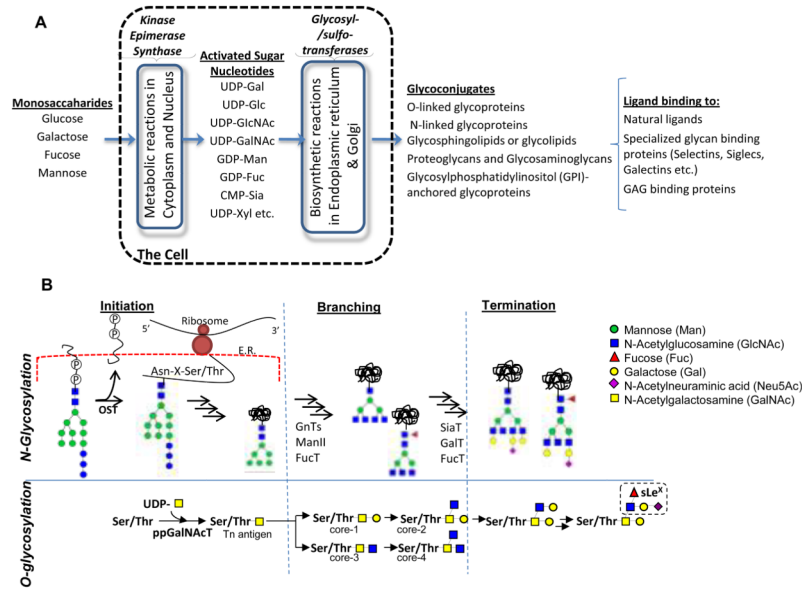 A
Kinase
Epimerase
Synthase
Glycosyl-
/sulfo-
transferases
Monosaccaharides
Glucose
Galactose
Fucose
Mannose
Metabolic reactions in
Cytoplasm and Nucleus
Activated Sugar
Nucleotides
UDP-Gal
UDP-Glc
UDP-GlcNAc
UDP-GalNAc
GDP-Man
GDP-Fuc
CMP-Sia
UDP-Xyl etc.
Biosynthetic reactions
in Endoplasmic reticulum
& Golgi
The Cell
Glycoconjugates
O-linked glycoproteins
N-linked glycoproteins
Glycosphingolipids or glycolipids
Proteoglycans and Glycosaminoglycans
Glycosylphosphatidylinositol (GPI)-
anchored glycoproteins
Ligand binding to:
Natural ligands
Specialized glycan binding
proteins (Selectins, Siglecs,
Galectins etc.)
GAG binding proteins
B
Initiation
Branching
Termination
N-Glycosylation
P
P
P
P
OST
5’
Ribosome
3’
E.R.
Asn-X-Ser/Thr
GnTs
ManII
FucT
SiaT
GalT
FucT
Mannose (Man)
N-Acetylglucosamine (GlcNAc)
Fucose (Fuc)
Galactose (Gal)
N-Acetylneuraminic acid (Neu5Ac)
N-Acetylgalactosamine (GalNAc)
O-glycosylation
UDP-
Ser/Thr
ppGalNAcT
Ser/Thr
Tn antigen
Ser/Thr
core-1
Ser/Thr
core-2
Ser/Thr
core-3
Ser/Thr
core-4
Ser/Thr
Ser/Thr
sLeX